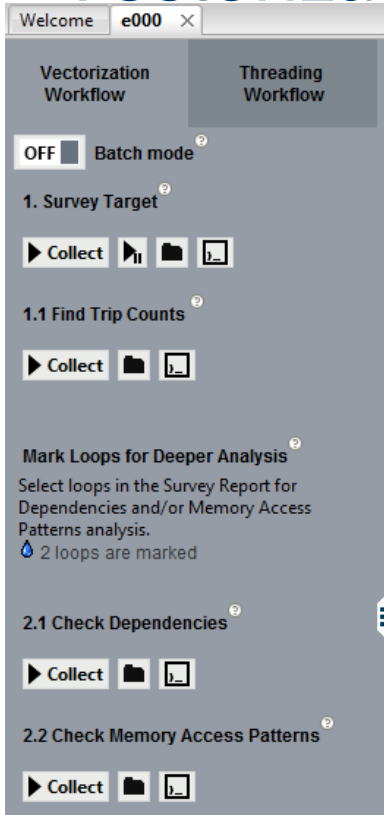 Welcome e000 ×
Vectorization
Workflow
Threading
Workflow
OFF Batch mode ?
1. Survey Target ?
Collect
1.1 Find Trip Counts ?
Collect
Mark Loops for Deeper Analysis ?
Select loops in the Survey Report for
Dependencies and/or Memory Access
Patterns analysis.
2 loops are marked
2.1 Check Dependencies ?
Collect
2.2 Check Memory Access Patterns ?
Collect